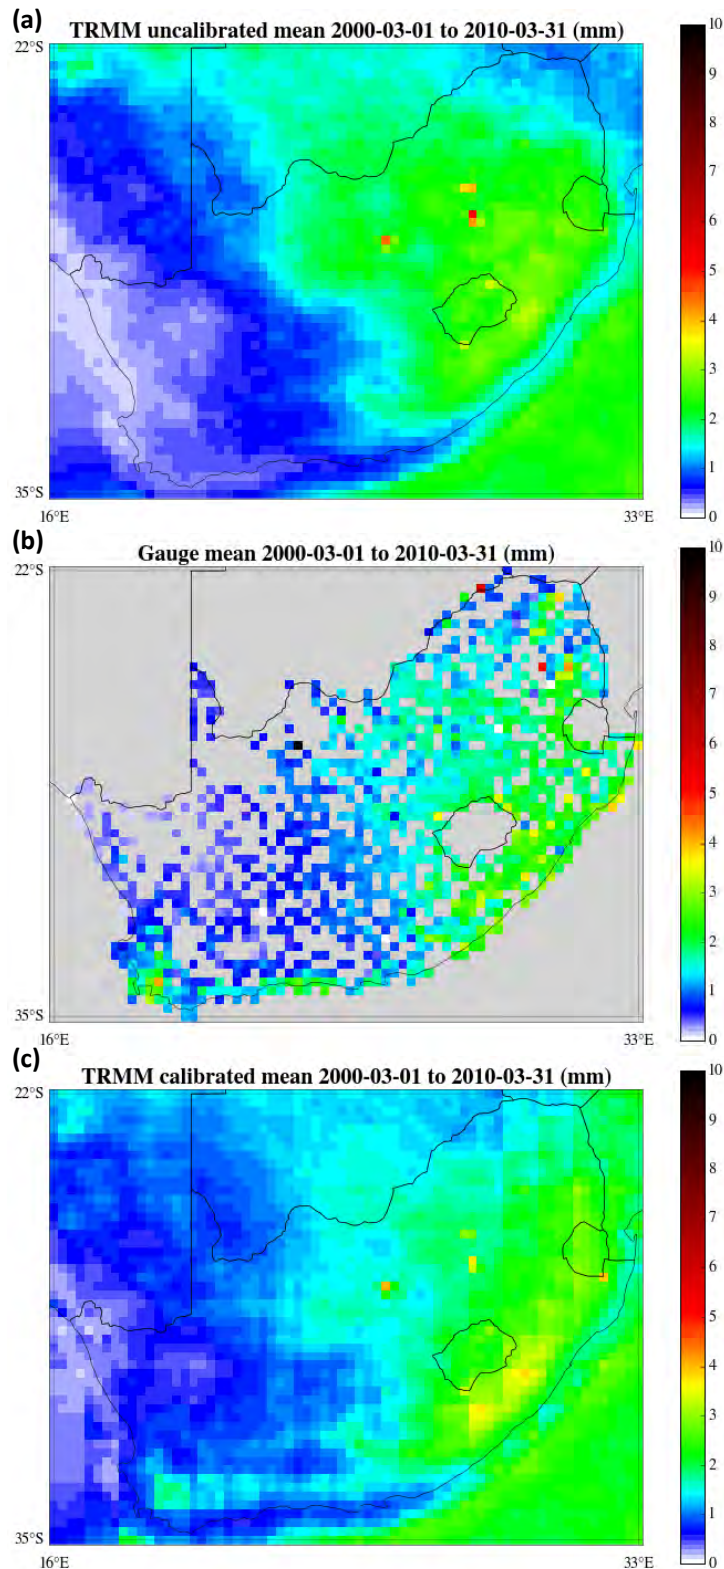 (a)
TRMM uncalibrated mean 2000-03-01 to 2010-03-31 (mm)
22°S
35°S
16°E
33°E
10
9
8
7
6
5
4
3
2
1
0
(b)
Gauge mean 2000-03-01 to 2010-03-31 (mm)
22°S
35°S
16°E
33°E
10
9
8
7
6
5
4
3
2
1
0
(c)
TRMM calibrated mean 2000-03-01 to 2010-03-31 (mm)
22°S
35°S
16°E
33°E
10
9
8
7
6
5
4
3
2
1
0